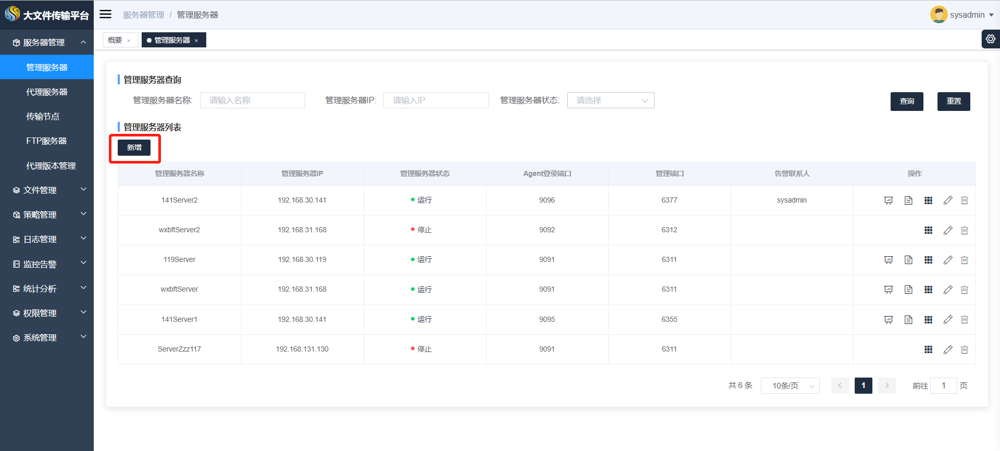 大文件传输平台
服务器管理 / 管理服务器
sysadmin
服务器管理
管理服务器
代理服务器
传输节点
FTP服务器
代理版本管理
文件管理
策略管理
日志管理
监控告警
统计分析
权限管理
系统管理
概要 × 管理服务器 ×
管理服务器查询
管理服务器名称: 请输入名称 管理服务器IP: 请输入IP 管理服务器状态: 请选择 查询 重置
管理服务器列表
新增
管理服务器名称 管理服务器IP 管理服务器状态 Agent登录端口 管理端口 告警联系人 操作
141Server2 192.168.30.141 运行 9096 6377 sysadmin
wxbftServer2 192.168.31.168 停止 9092 6312
119Server 192.168.30.119 运行 9091 6311
wxbftServer 192.168.31.168 运行 9091 6311
141Server1 192.168.30.141 运行 9095 6355
ServerZzz117 192.168.131.130 停止 9091 6311
共 6 条 10条/页 1 前往 1 页